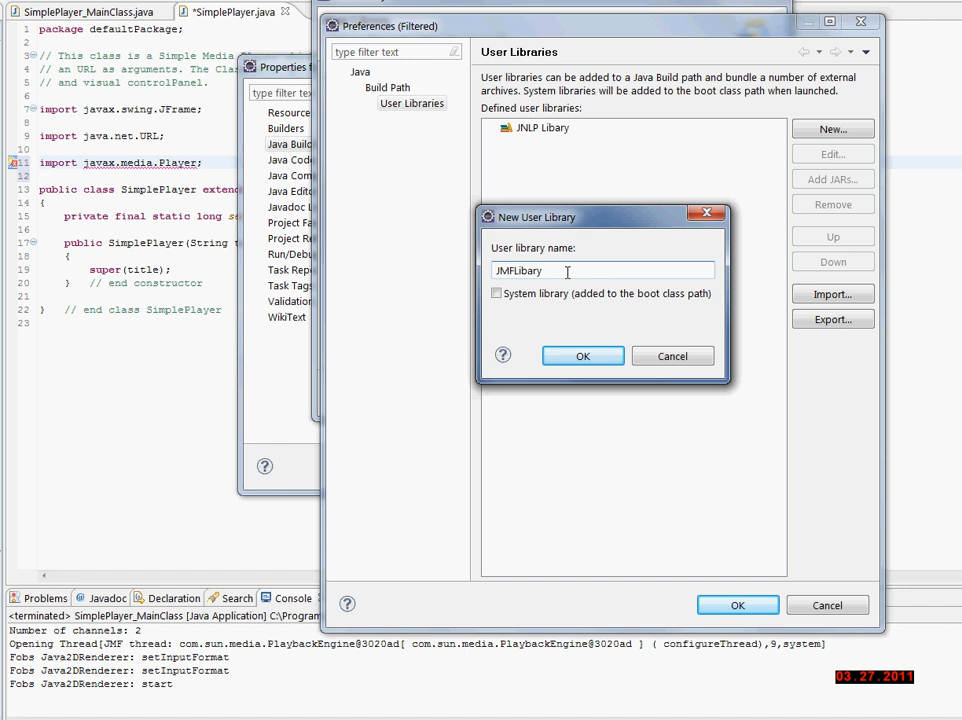 SimplePlayer_MainClass.java
*SimplePlayer.java
1 package defaultPackage;
2
3 // This class is a Simple Media
4 // an URL as arguments. The Cla
5 // and visual controlPanel.
6
7 import javax.swing.JFrame;
8
9 import java.net.URL;
10
11 import javax.media.Player;
12
13 public class SimplePlayer exten
14 {
15 private final static long se
16
17 public SimplePlayer(String t
18 {
19 super(title);
20 } // end constructor
21
22 } // end class SimplePlayer
23
Properties f
type filter tex
Resource
Builders
Java Buil
Java Cod
Java Com
Java Edito
Javadoc L
Project Fa
Project Re
Run/Debu
Task Repo
Task Tags
Validation
WikiText
Preferences (Filtered)
type filter text
Java
Build Path
User Libraries
User Libraries
User libraries can be added to a Java Build path and bundle a number of external
archives. System libraries will be added to the boot class path when launched.
Defined user libraries:
JNLP Libary
New...
Edit...
Add JARs...
Remove
Up
Down
Import...
Export...
New User Library
User library name:
JMFLibary
System library (added to the boot class path)
OK
Cancel
OK
Cancel
Problems
Javadoc
Declaration
Search
Console
<terminated> SimplePlayer_MainClass [Java Application] C:\Program
Number of channels: 2
Opening Thread[JMF thread: com.sun.media.PlaybackEngine@3020ad[ com.sun.media.PlaybackEngine@3020ad ] ( configureThread),9,system]
Fobs Java2DRenderer: setInputFormat
Fobs Java2DRenderer: setInputFormat
Fobs Java2DRenderer: start
03.27.2011